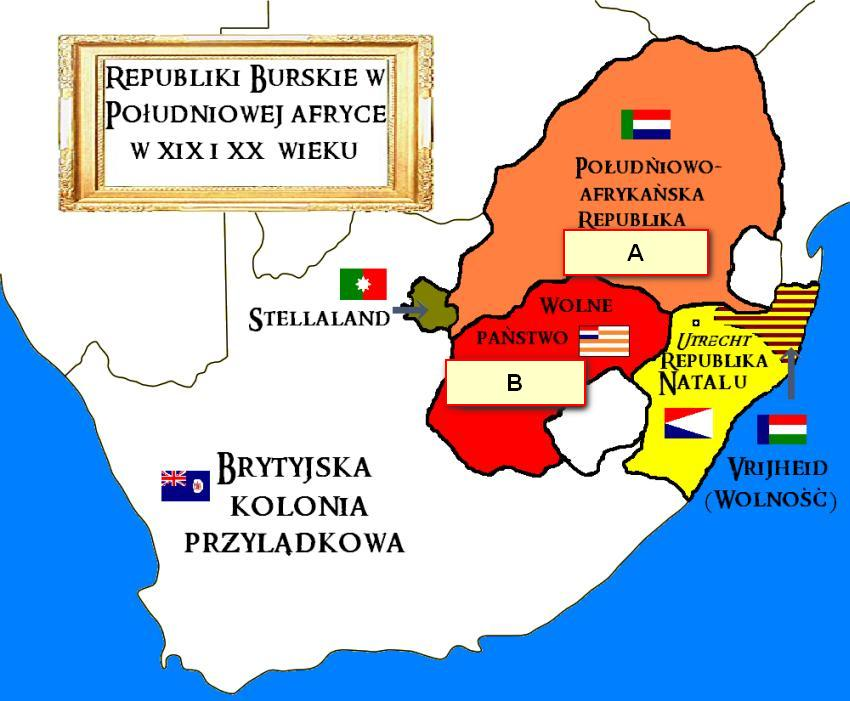 Republiki Burskie w
Południowej afryce
w XIX i XX wieku
Południowo-
afrykańska
Republika
A
Wolne
państwo
B
Stellaland
Utrecht
Republika
Natalu
Vrijheid
(Wolność)
Brytyjska
kolonia
przylądkowa